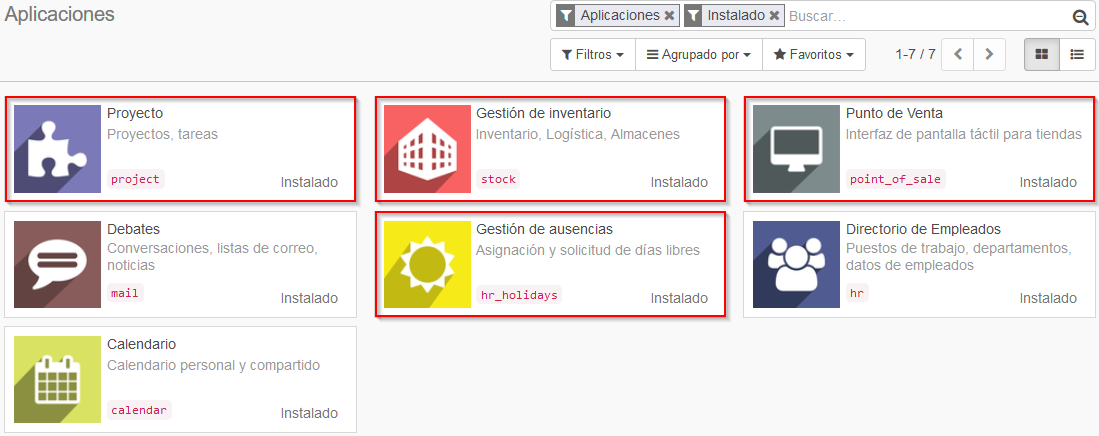 Aplicaciones
Aplicaciones ✖ Instalado ✖ Buscar...
Filtros Agrupado por Favoritos 1-7 / 7
Proyecto
Proyectos, tareas
project
Instalado
Gestión de inventario
Inventario, Logística, Almacenes
stock
Instalado
Punto de Venta
Interfaz de pantalla táctil para tiendas
point_of_sale
Instalado
Debates
Conversaciones, listas de correo,
noticias
mail
Instalado
Gestión de ausencias
Asignación y solicitud de días libres
hr_holidays
Instalado
Directorio de Empleados
Puestos de trabajo, departamentos,
datos de empleados
hr
Instalado
Calendario
Calendario personal y compartido
calendar
Instalado